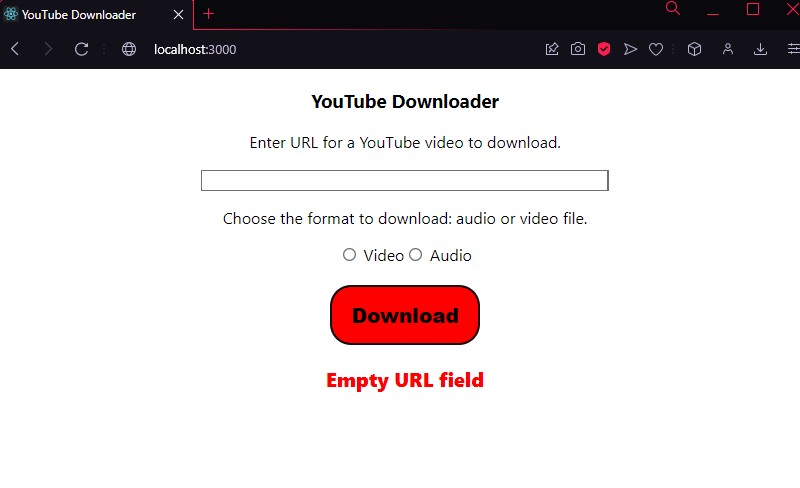 YouTube Downloader
localhost:3000
YouTube Downloader
Enter URL for a YouTube video to download.
Choose the format to download: audio or video file.
Video Audio
Download
Empty URL field